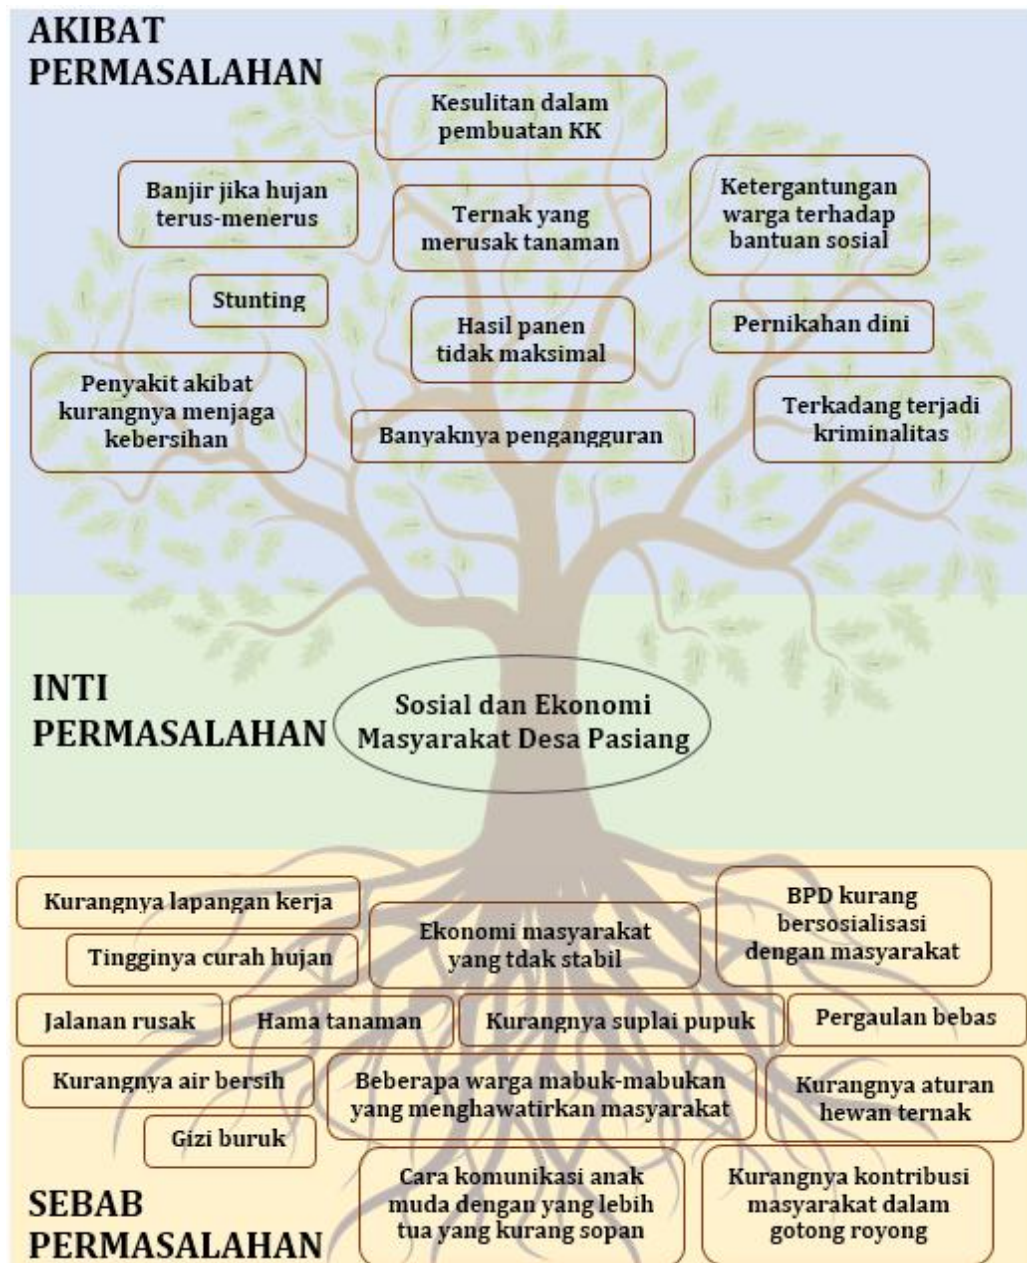 AKIBAT
PERMASALAHAN
Kesulitan dalam
pembuatan KK
Banjir jika hujan
terus-menerus
Ternak yang
merusak tanaman
Ketergantungan
warga terhadap
bantuan sosial
Stunting
Hasil panen
tidak maksimal
Pernikahan dini
Penyakit akibat
kurangnya menjaga
kebersihan
Banyaknya pengangguran
Terkadang terjadi
kriminalitas
INTI
PERMASALAHAN
Sosial dan Ekonomi
Masyarakat Desa Pasiang
Kurangnya lapangan kerja
Tingginya curah hujan
Ekonomi masyarakat
yang tdak stabil
BPD kurang
bersosialisasi
dengan masyarakat
Jalanan rusak
Hama tanaman
Kurangnya suplai pupuk
Pergaulan bebas
Kurangnya air bersih
Beberapa warga mabuk-mabukan
yang menghawatirkan masyarakat
Kurangnya aturan
hewan ternak
Gizi buruk
Cara komunikasi anak
muda dengan yang lebih
tua yang kurang sopan
Kurangnya kontribusi
masyarakat dalam
gotong royong
SEBAB
PERMASALAHAN